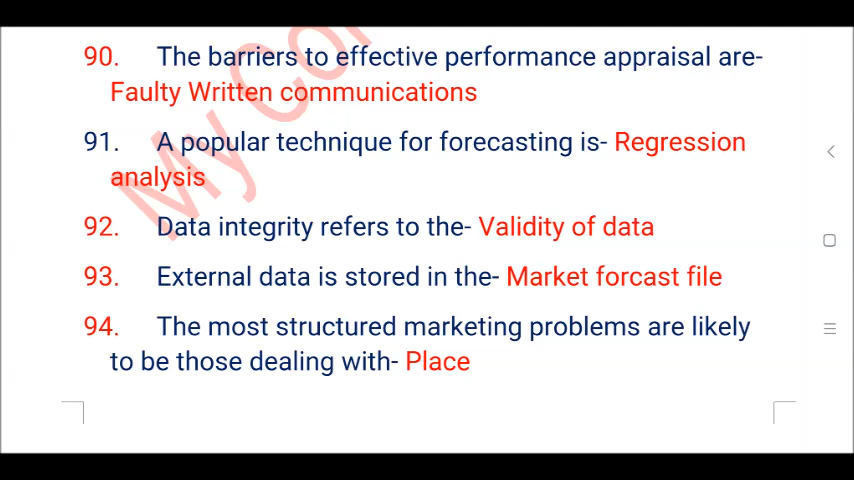 90. The barriers to effective performance appraisal are-
Faulty Written communications
91. A popular technique for forecasting is- Regression
analysis
92. Data integrity refers to the- Validity of data
93. External data is stored in the- Market forcast file
94. The most structured marketing problems are likely
to be those dealing with- Place
My Com